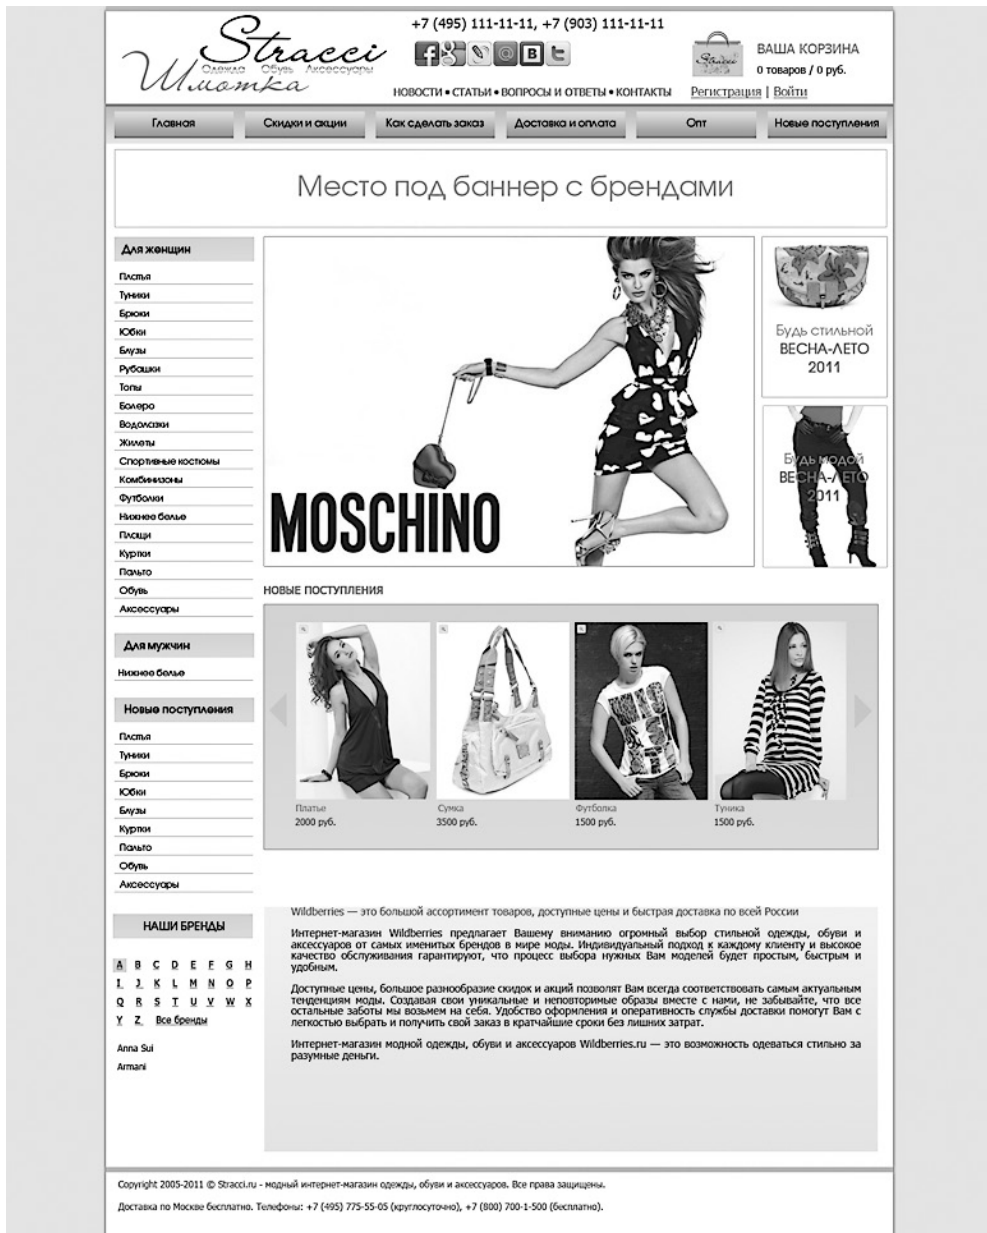 +7 (495) 111-11-11, +7 (903) 111-11-11
Stracci
Одежда Обувь Аксессуары
Шмотка
НОВОСТИ • СТАТЬИ • ВОПРОСЫ И ОТВЕТЫ • КОНТАКТЫ
Stracci
ВАША КОРЗИНА
0 товаров / 0 руб.
Регистрация | Войти
Главная
Скидки и акции
Как сделать заказ
Доставка и оплата
Опт
Новые поступления
Место под баннер с брендами
Для женщин
Платья
Туники
Брюки
Юбки
Блузы
Рубашки
Топы
Болеро
Водолазки
Жилеты
Спортивные костюмы
Комбинизоны
Футболки
Нижнее белье
Плащи
Куртки
Пальто
Обувь
Аксессуары
Для мужчин
Нижнее белье
Новые поступления
Платья
Туники
Брюки
Юбки
Блузы
Куртки
Пальто
Обувь
Аксессуары
НАШИ БРЕНДЫ
A B C D E F G H
I J K L M N O P
Q R S T U V W X
Y Z Все бренды
Anna Sui
Armani
MOSCHINO
Будь стильной
ВЕСНА-ЛЕТО
2011
Будь модой
ВЕСНА-ЛЕТО
2011
НОВЫЕ ПОСТУПЛЕНИЯ
Платье
2000 руб.
Сумка
3500 руб.
Футболка
1500 руб.
Туника
1500 руб.
Wildberries — это большой ассортимент товаров, доступные цены и быстрая доставка по всей России
Интернет-магазин Wildberries предлагает Вашему вниманию огромный выбор стильной одежды, обуви и
аксессуаров от самых именитых брендов в мире моды. Индивидуальный подход к каждому клиенту и высокое
качество обслуживания гарантируют, что процесс выбора нужных Вам моделей будет простым, быстрым и
удобным.
Доступные цены, большое разнообразие скидок и акций позволят Вам всегда соответствовать самым актуальным
тенденциям моды. Создавая свои уникальные и неповторимые образы вместе с нами, не забывайте, что все
остальные заботы мы возьмем на себя. Удобство оформления и оперативность службы доставки помогут Вам с
легкостью выбрать и получить свой заказ в кратчайшие сроки без лишних затрат.
Интернет-магазин модной одежды, обуви и аксессуаров Wildberries.ru — это возможность одеваться стильно за
разумные деньги.
Copyright 2005-2011 © Stracci.ru - модный интернет-магазин одежды, обуви и аксессуаров. Все права защищены.
Доставка по Москве бесплатно. Телефоны: +7 (495) 775-55-05 (круглосуточно), +7 (800) 700-1-500 (бесплатно).